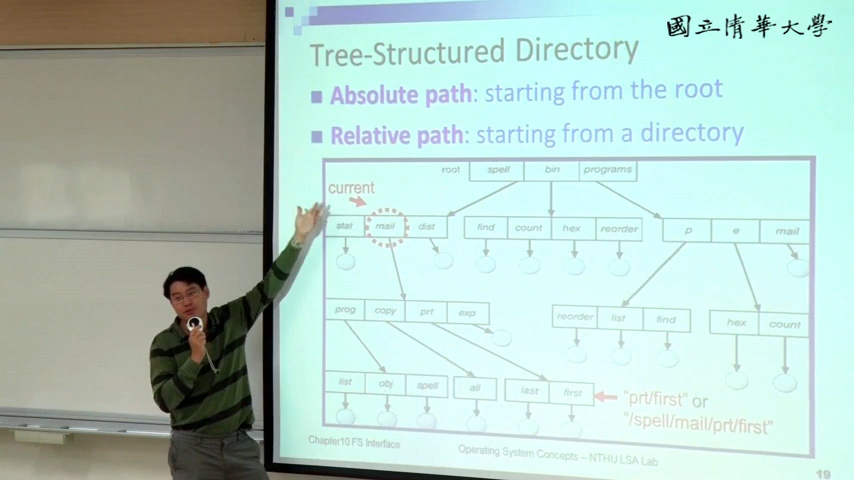 國立清華大學
Tree-Structured Directory
Absolute path: starting from the root
Relative path: starting from a directory
root spell bin programs
current
stat mail dist find count hex reorder p e mail
prog copy prt exp reorder list find hex count
list obj spell all last first
"prt/first" or
"/spell/mail/prt/first"
Chapter10 FS Interface
Operating System Concepts – NTHU LSA Lab
19